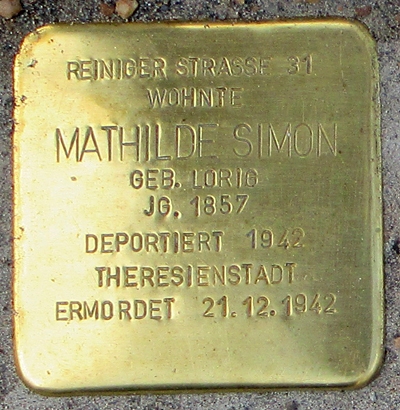 REINIGER STRASSE 31
WOHNTE
MATHILDE SIMON
GEB. LORIG
JG. 1857
DEPORTIERT 1942
THERESIENSTADT
ERMORDET 21.12.1942